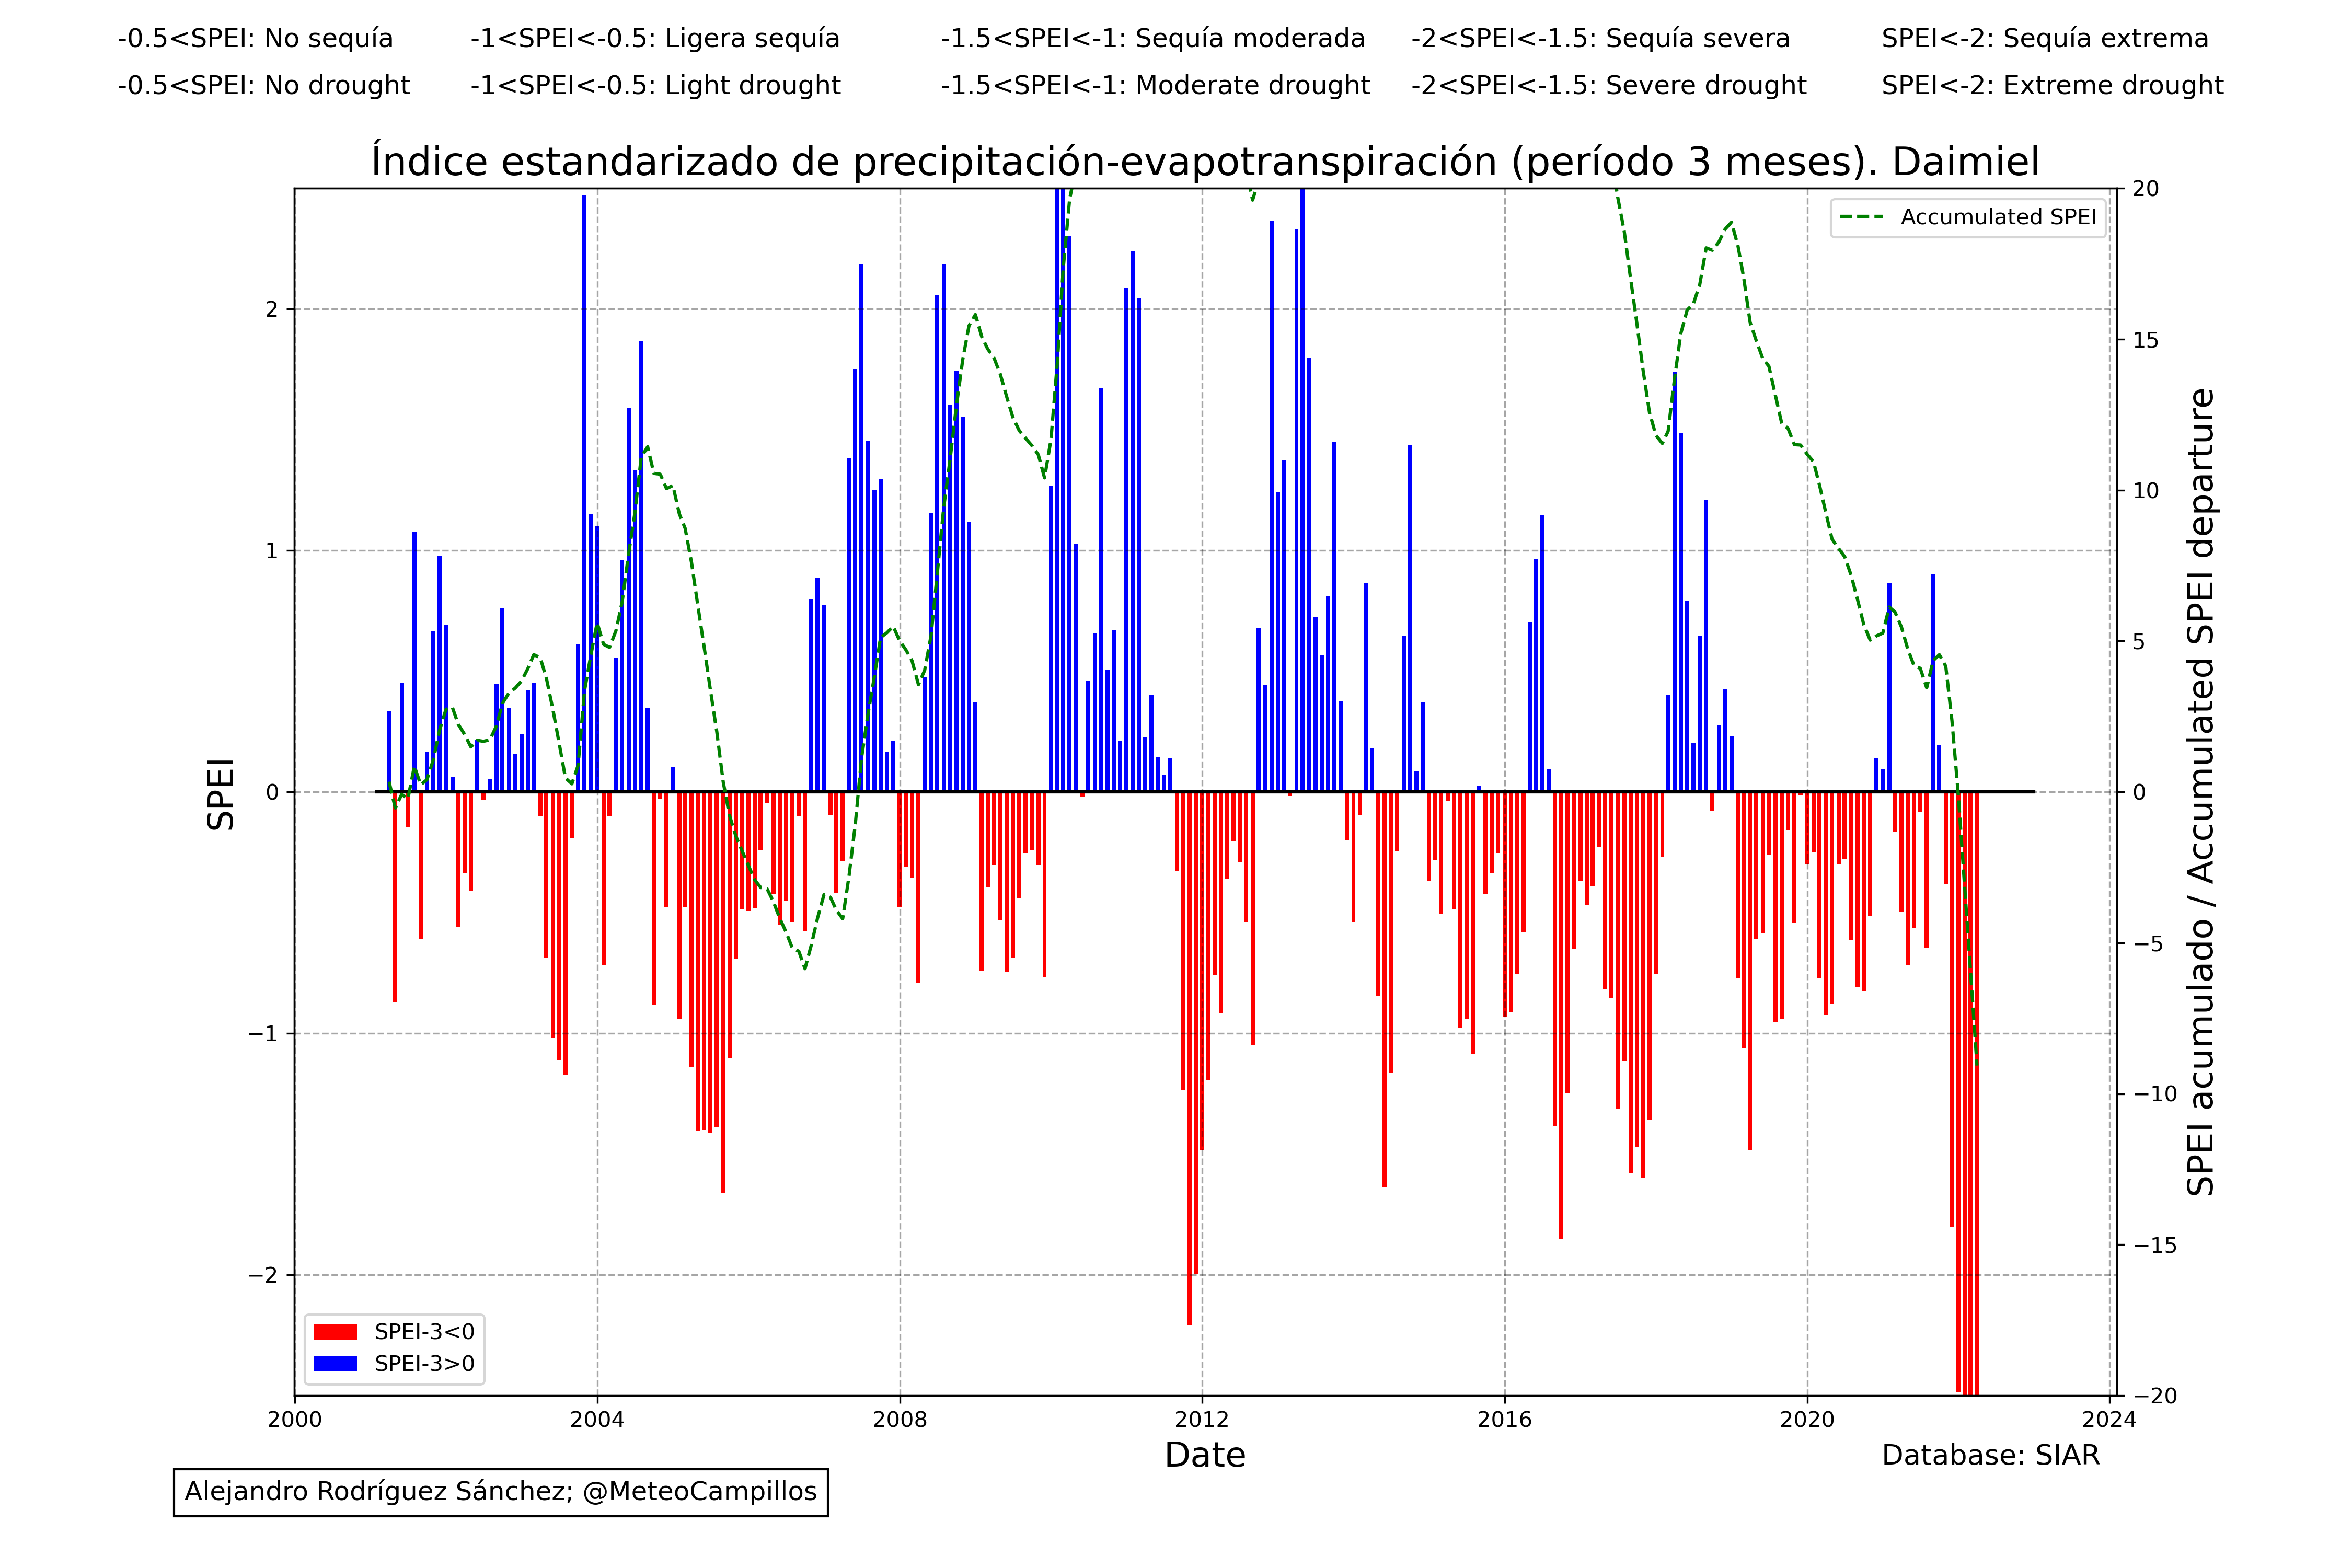 -0.5<SPEI: No sequía -1<SPEI<-0.5: Ligera sequía -1.5<SPEI<-1: Sequía moderada -2<SPEI<-1.5: Sequía severa SPEI<-2: Sequía extrema
-0.5<SPEI: No drought -1<SPEI<-0.5: Light drought -1.5<SPEI<-1: Moderate drought -2<SPEI<-1.5: Severe drought SPEI<-2: Extreme drought
Índice estandarizado de precipitación-evapotranspiración (período 3 meses). Daimiel
Accumulated SPEI
SPEI
2
1
0
−1
−2
20
15
10
5
0
−5
−10
−15
−20
SPEI acumulado / Accumulated SPEI departure
SPEI-3<0
SPEI-3>0
2000 2004 2008 2012 2016 2020 2024
Date
Database: SIAR
Alejandro Rodríguez Sánchez; @MeteoCampillos